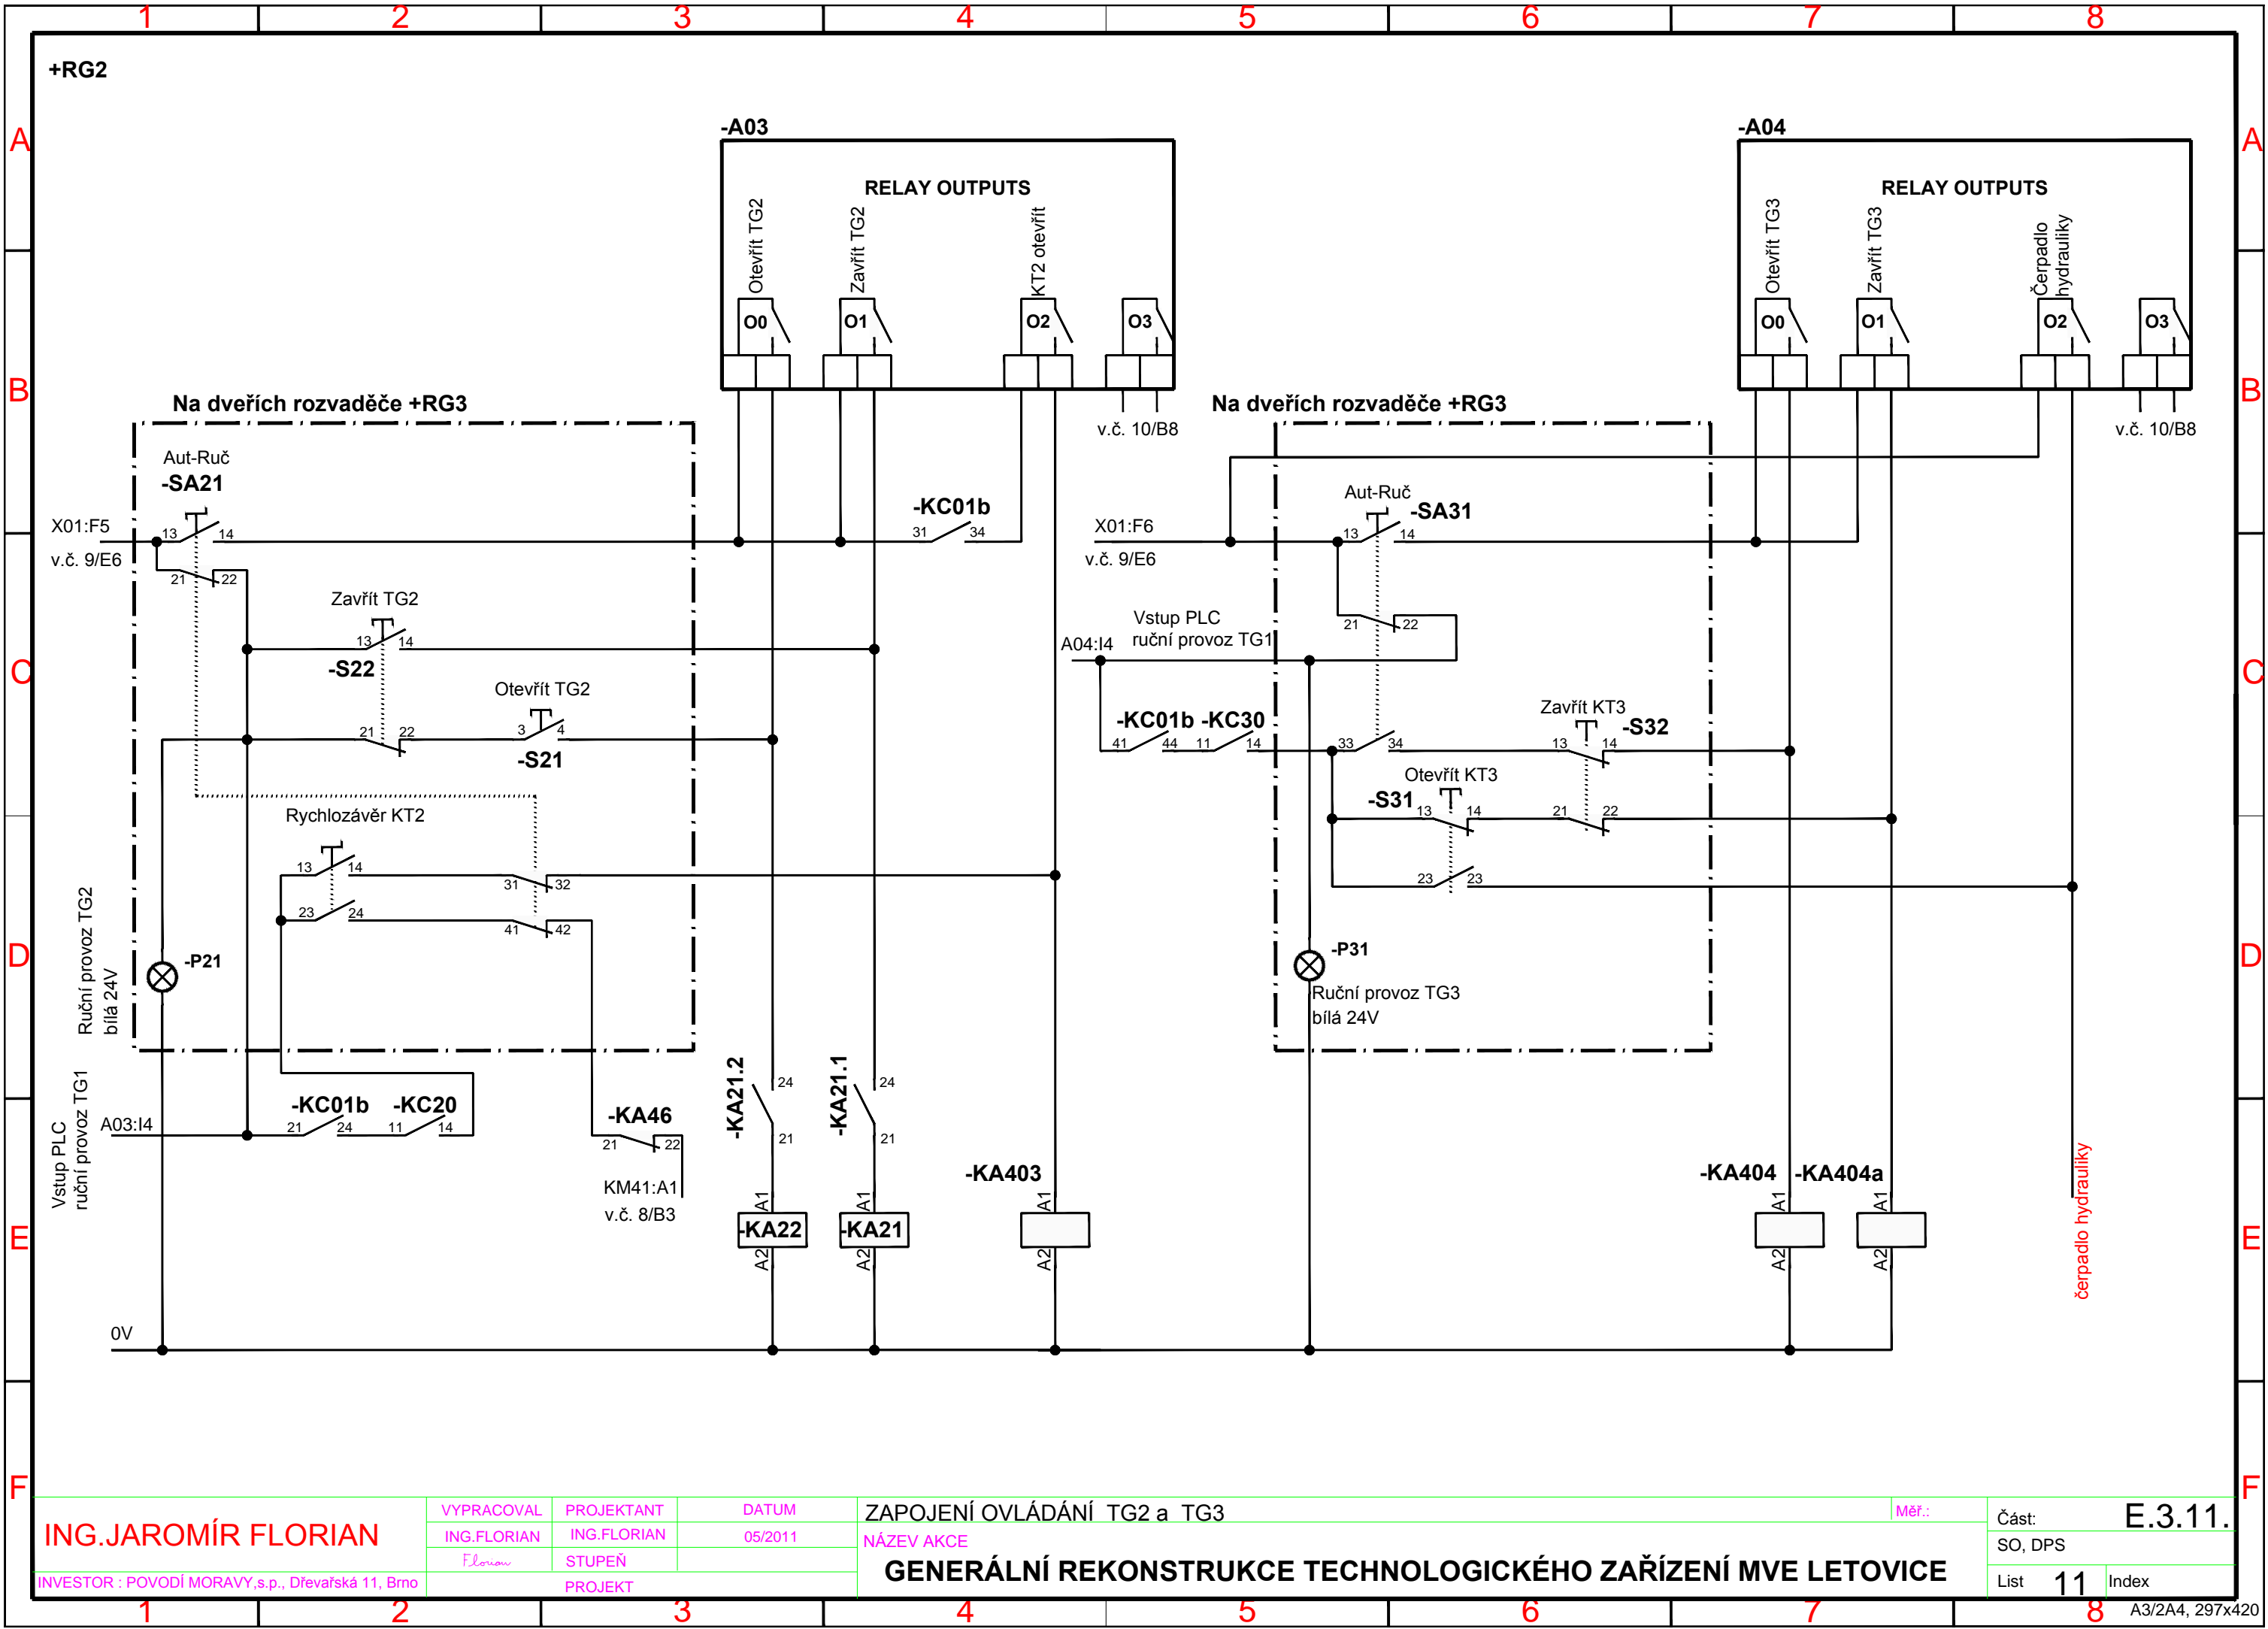 1 2 3 4 5 6 7 8
+RG2
A A
-A03
RELAY OUTPUTS
Otevřít TG2
Zavřít TG2
KT2 otevřít
O0 O1 O2 O3
v.č. 10/B8
-A04
RELAY OUTPUTS
Otevřít TG3
Zavřít TG3
Čerpadlo
hydrauliky
O0 O1 O2 O3
v.č. 10/B8
B B
Na dveřích rozvaděče +RG3
Aut-Ruč
-SA21
X01:F5
v.č. 9/E6
13 14
21 22
-KC01b
31 34
Zavřít TG2
13 14
-S22
Otevřít TG2
21 22 3 4
-S21
Rychlozávěr KT2
13 14 31 32
23 24 41 42
-P21
Ruční provoz TG2
bílá 24V
Vstup PLC
ruční provoz TG1
A03:I4
-KC01b -KC20
21 24 11 14
-KA46
21 22
KM41:A1
v.č. 8/B3
-KA21.2
24
21
-KA21.1
24
21
A1
-KA22
A2
A1
-KA21
A2
-KA403
A1
A2
0V
Na dveřích rozvaděče +RG3
Aut-Ruč
-SA31
X01:F6
v.č. 9/E6
13 14
21 22
Vstup PLC
ruční provoz TG1
A04:I4
-KC01b -KC30
41 44 11 14 33 34
Zavřít KT3
-S32
13 14
Otevřít KT3
-S31
13 14 21 22
23 23
-P31
Ruční provoz TG3
bílá 24V
-KA404 -KA404a
A1
A2
A1
A2
čerpadlo hydrauliky
C C
D D
E E
F F
ING.JAROMÍR FLORIAN
INVESTOR : POVODÍ MORAVY,s.p., Dřevařská 11, Brno
VYPRACOVAL PROJEKTANT DATUM
ING.FLORIAN ING.FLORIAN 05/2011
Florian STUPEŇ
PROJEKT
ZAPOJENÍ OVLÁDÁNÍ TG2 a TG3
Měř.:
NÁZEV AKCE
GENERÁLNÍ REKONSTRUKCE TECHNOLOGICKÉHO ZAŘÍZENÍ MVE LETOVICE
Část: E.3.11.
SO, DPS
List 11 Index
1 2 3 4 5 6 7 8
A3/2A4, 297x420